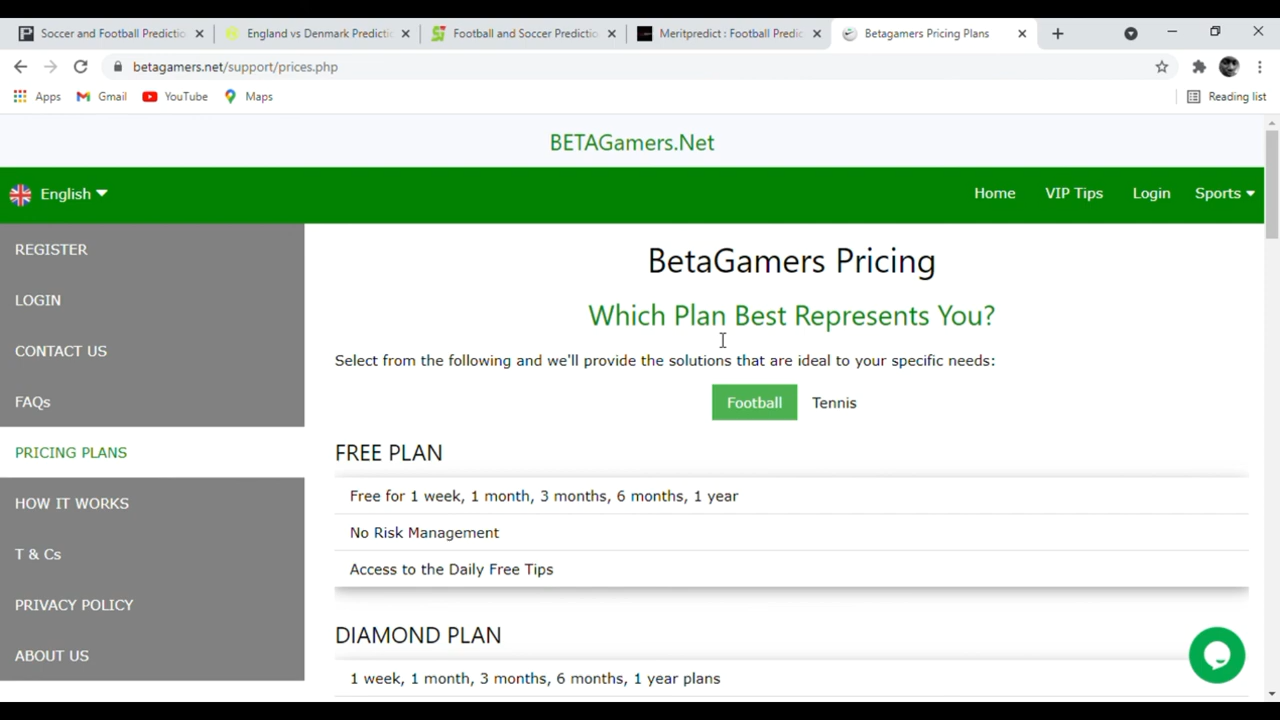 Soccer and Football Predictio
England vs Denmark Predictio
Football and Soccer Predictio
Meritpredict : Football Predic
Betagamers Pricing Plans
betagamers.net/support/prices.php
Apps Gmail YouTube Maps Reading list
BETAGamers.Net
English Home VIP Tips Login Sports
REGISTER
LOGIN
CONTACT US
FAQs
PRICING PLANS
HOW IT WORKS
T & Cs
PRIVACY POLICY
ABOUT US
BetaGamers Pricing
Which Plan Best Represents You?
Select from the following and we'll provide the solutions that are ideal to your specific needs:
Football Tennis
FREE PLAN
Free for 1 week, 1 month, 3 months, 6 months, 1 year
No Risk Management
Access to the Daily Free Tips
DIAMOND PLAN
1 week, 1 month, 3 months, 6 months, 1 year plans